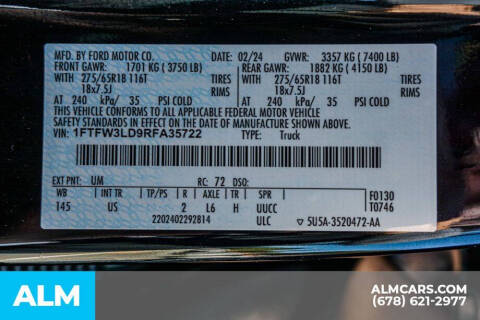 MFD. BY FORD MOTOR CO. 02/24 GVWR: 3357 KG (7400 LB)
FRONT GAWR: 1701 KG (3750 LB) REAR GAWR: 1882 KG (4150 LB)
WITH 275/65R18 116T TIRES WITH 275/65R18 116T TIRES
18x7.5J RIMS 18x7.5J RIMS
AT 240 kPa/ 35 PSI COLD AT 240 kPa/ 35 PSI COLD
THIS VEHICLE CONFORMS TO ALL APPLICABLE FEDERAL MOTOR VEHICLE
SAFETY STANDARDS AND THEFT PREVENTION STANDARDS IN EFFECT ON THE DATE OF MANUFACTURE SHOWN ABOVE.
VIN: 1FTFW3LD9RFA35722 TYPE: Truck
EXT PNT: UM RC: 72 DSO:
WB INT TR TP/PS R AXLE TR SPR F0130
145 US 2 L6 H UUCC T0746
2202402292814 ULC 5U5A-3520472-AA
ALM
ALMCARS.COM
(678) 621-2977